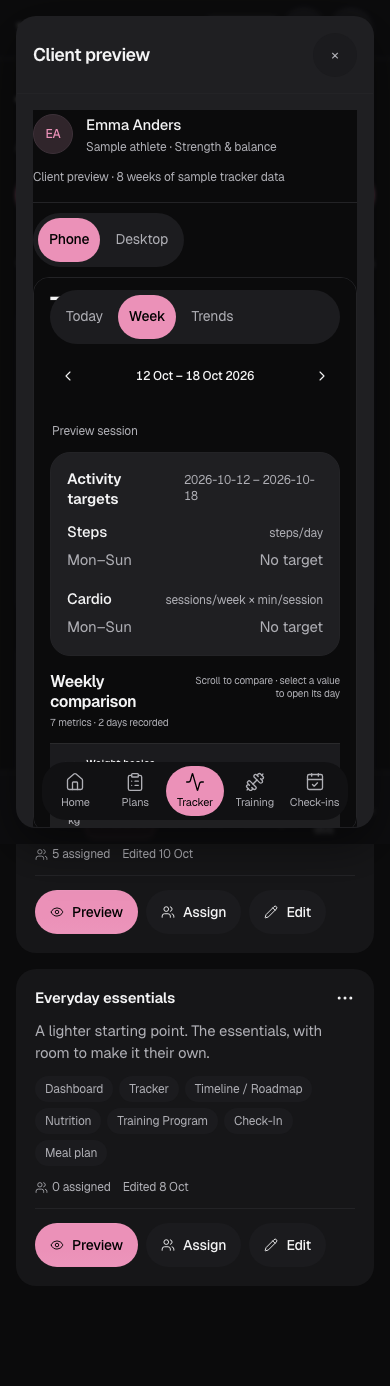 Client preview
×
EA
Emma Anders
Sample athlete · Strength & balance
Client preview · 8 weeks of sample tracker data
Phone
Desktop
Today
Week
Trends
12 Oct – 18 Oct 2026
Preview session
Activity targets
2026-10-12 – 2026-10-18
Steps
steps/day
Mon–Sun
No target
Cardio
sessions/week × min/session
Mon–Sun
No target
Weekly comparison
Scroll to compare · select a value to open its day
7 metrics · 2 days recorded
Home
Plans
Tracker
Training
Check-ins
kg
5 assigned
Edited 10 Oct
Preview
Assign
Edit
Everyday essentials
A lighter starting point. The essentials, with
room to make it their own.
Dashboard
Tracker
Timeline / Roadmap
Nutrition
Training Program
Check-In
Meal plan
0 assigned
Edited 8 Oct
Preview
Assign
Edit